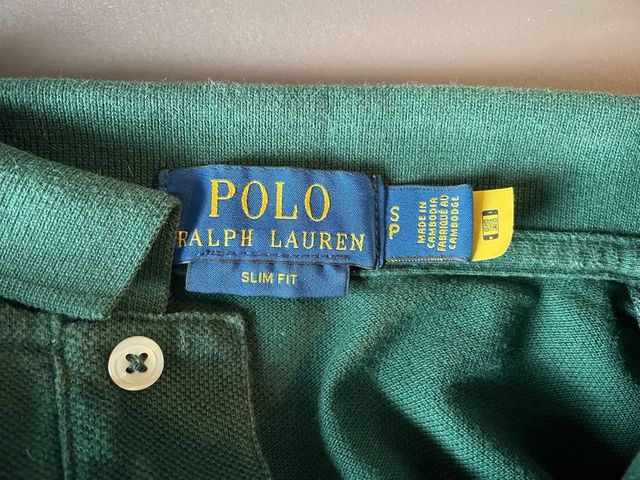 POLO
RALPH LAUREN
SLIM FIT
S
P
MADE IN
CAMBODIA
FABRIQUÉ AU
CAMBODGE